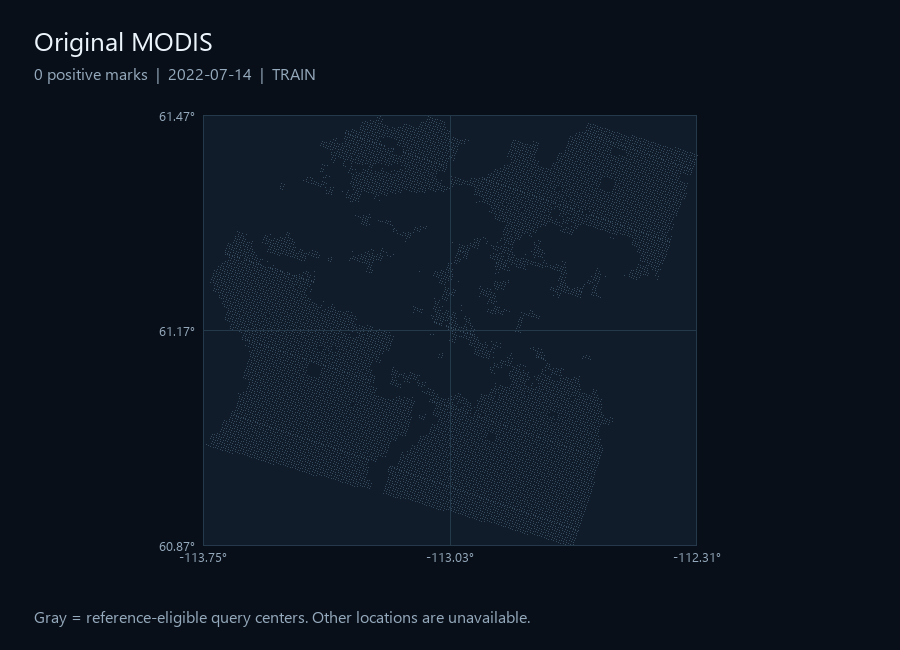 Original MODIS
0 positive marks | 2022-07-14 | TRAIN
61.47°
61.17°
60.87°
-113.75°
-113.03°
-112.31°
Gray = reference-eligible query centers. Other locations are unavailable.